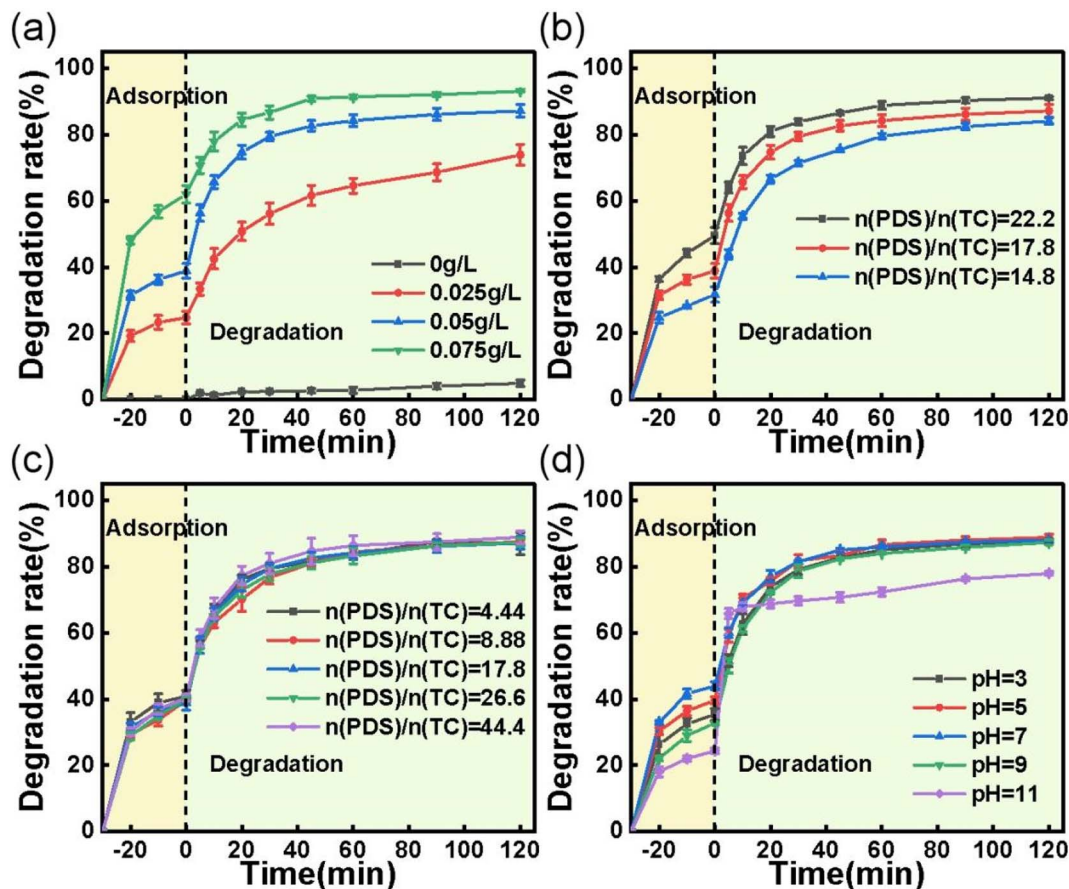 (a)
Degradation rate(%)
100
80
60
40
20
0
Adsorption
Degradation
0g/L
0.025g/L
0.05g/L
0.075g/L
-20 0 20 40 60 80 100 120
Time(min)
(b)
Degradation rate(%)
100
80
60
40
20
0
Adsorption
n(PDS)/n(TC)=22.2
n(PDS)/n(TC)=17.8
n(PDS)/n(TC)=14.8
Degradation
-20 0 20 40 60 80 100 120
Time(min)
(c)
Degradation rate(%)
100
80
60
40
20
0
Adsorption
n(PDS)/n(TC)=4.44
n(PDS)/n(TC)=8.88
n(PDS)/n(TC)=17.8
n(PDS)/n(TC)=26.6
n(PDS)/n(TC)=44.4
Degradation
-20 0 20 40 60 80 100 120
Time(min)
(d)
Degradation rate(%)
100
80
60
40
20
0
Adsorption
Degradation
pH=3
pH=5
pH=7
pH=9
pH=11
-20 0 20 40 60 80 100 120
Time(min)